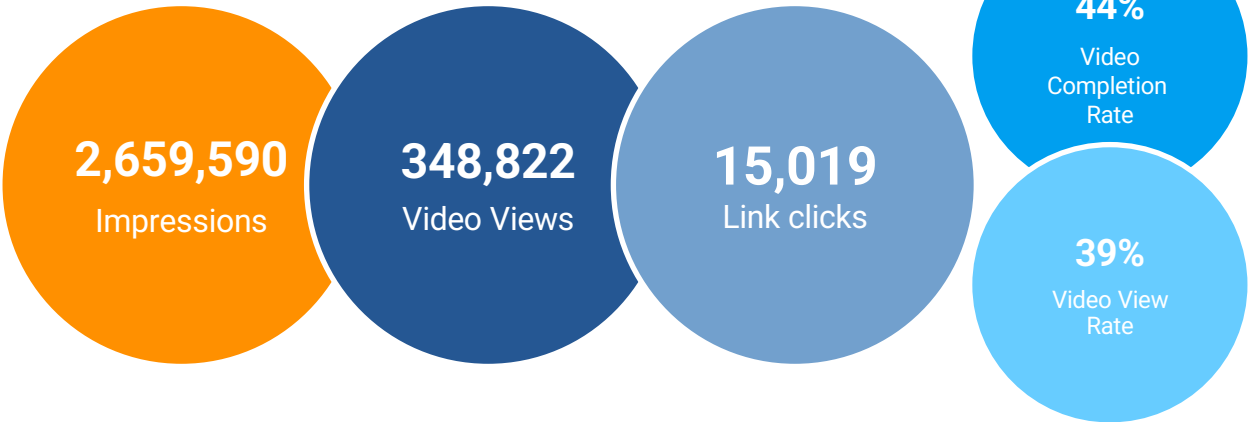 2,659,590
Impressions
348,822
Video Views
15,019
Link clicks
44%
Video
Completion
Rate
39%
Video View
Rate